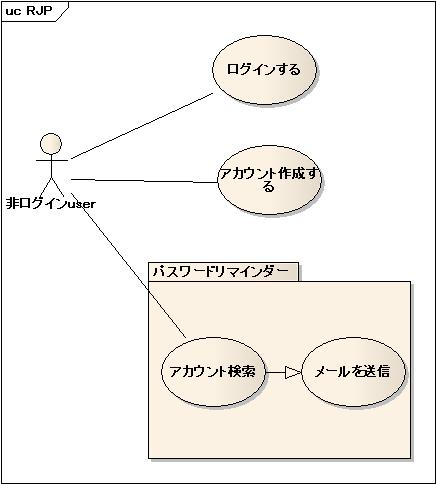 uc RJP
ログインする
アカウント作成す
る
非ログインuser
パスワードリマインダー
アカウント検索
メールを送信